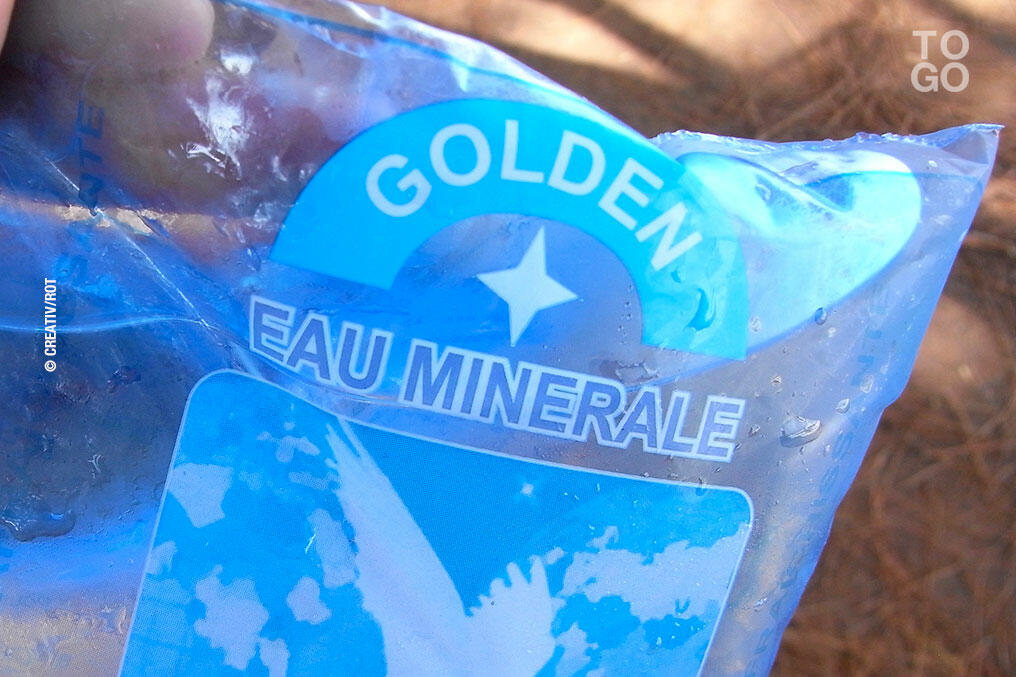 TO
GO
GOLDEN
EAU MINERALE
© CREATIV/ROT